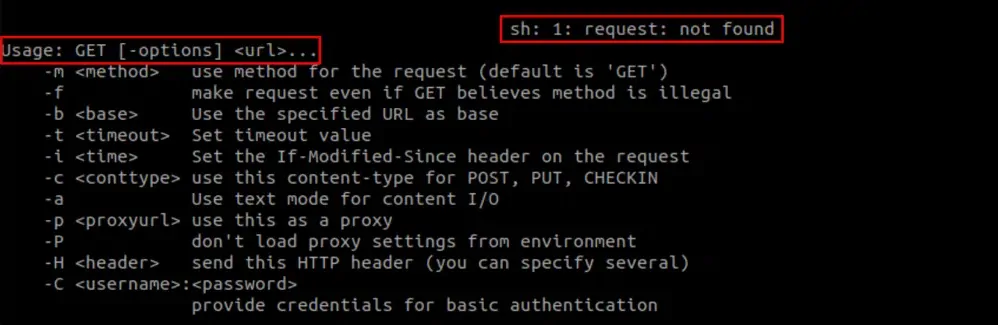 sh: 1: request: not found
Usage: GET [-options] <url>...
-m <method> use method for the request (default is 'GET')
-f make request even if GET believes method is illegal
-b <base> Use the specified URL as base
-t <timeout> Set timeout value
-i <time> Set the If-Modified-Since header on the request
-c <conttype> use this content-type for POST, PUT, CHECKIN
-a Use text mode for content I/O
-p <proxyurl> use this as a proxy
-P don't load proxy settings from environment
-H <header> send this HTTP header (you can specify several)
-C <username>:<password>
provide credentials for basic authentication